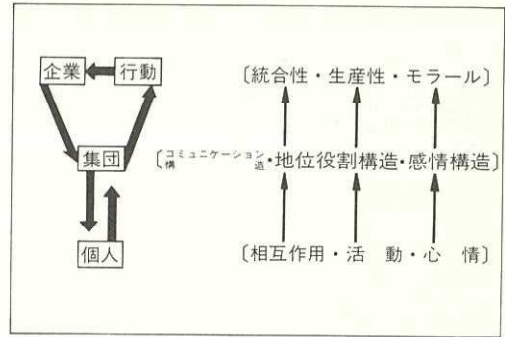 企業 行動 〔統合性・生産性・モラール〕
集団 〔コミュニケーション構造・地位役割構造・感情構造〕
個人 〔相互作用・活 動・心 情〕